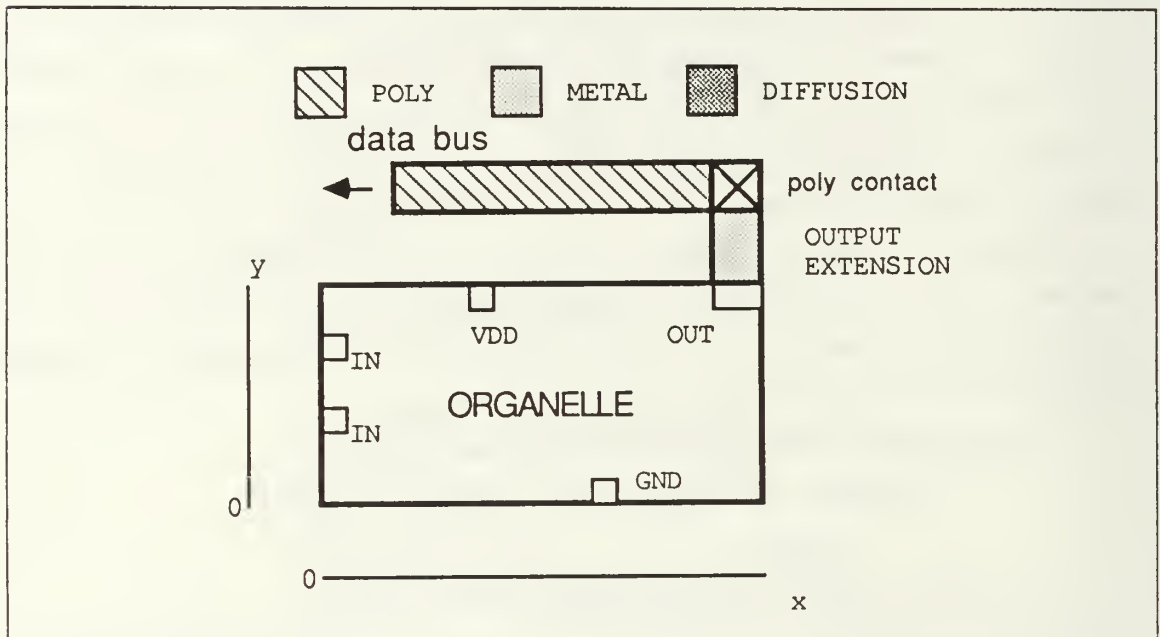 POLY METAL DIFFUSION
data bus
poly contact
OUTPUT
EXTENSION
y
VDD OUT
IN
ORGANELLE
IN
GND
0
0
x